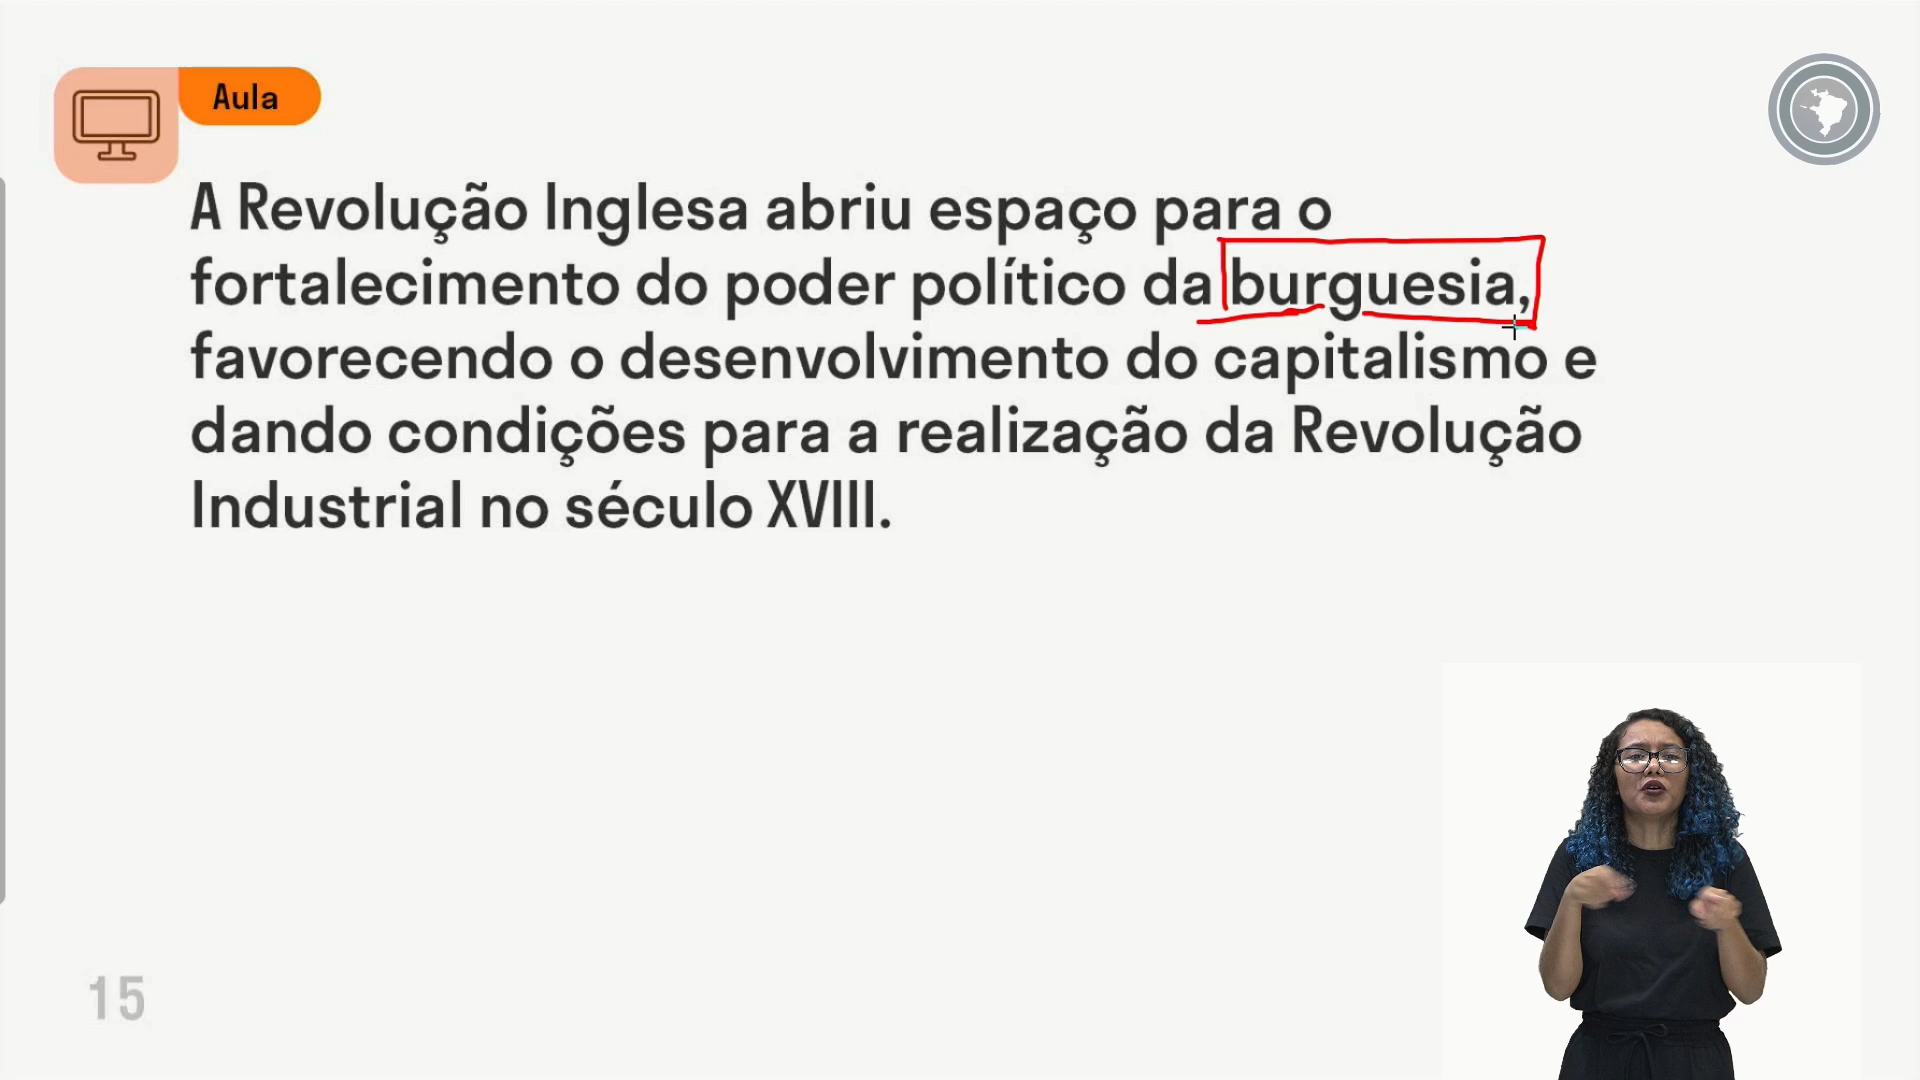 Aula
A Revolução Inglesa abriu espaço para o
fortalecimento do poder político da burguesia,
favorecendo o desenvolvimento do capitalismo e
dando condições para a realização da Revolução
Industrial no século XVIII.
15